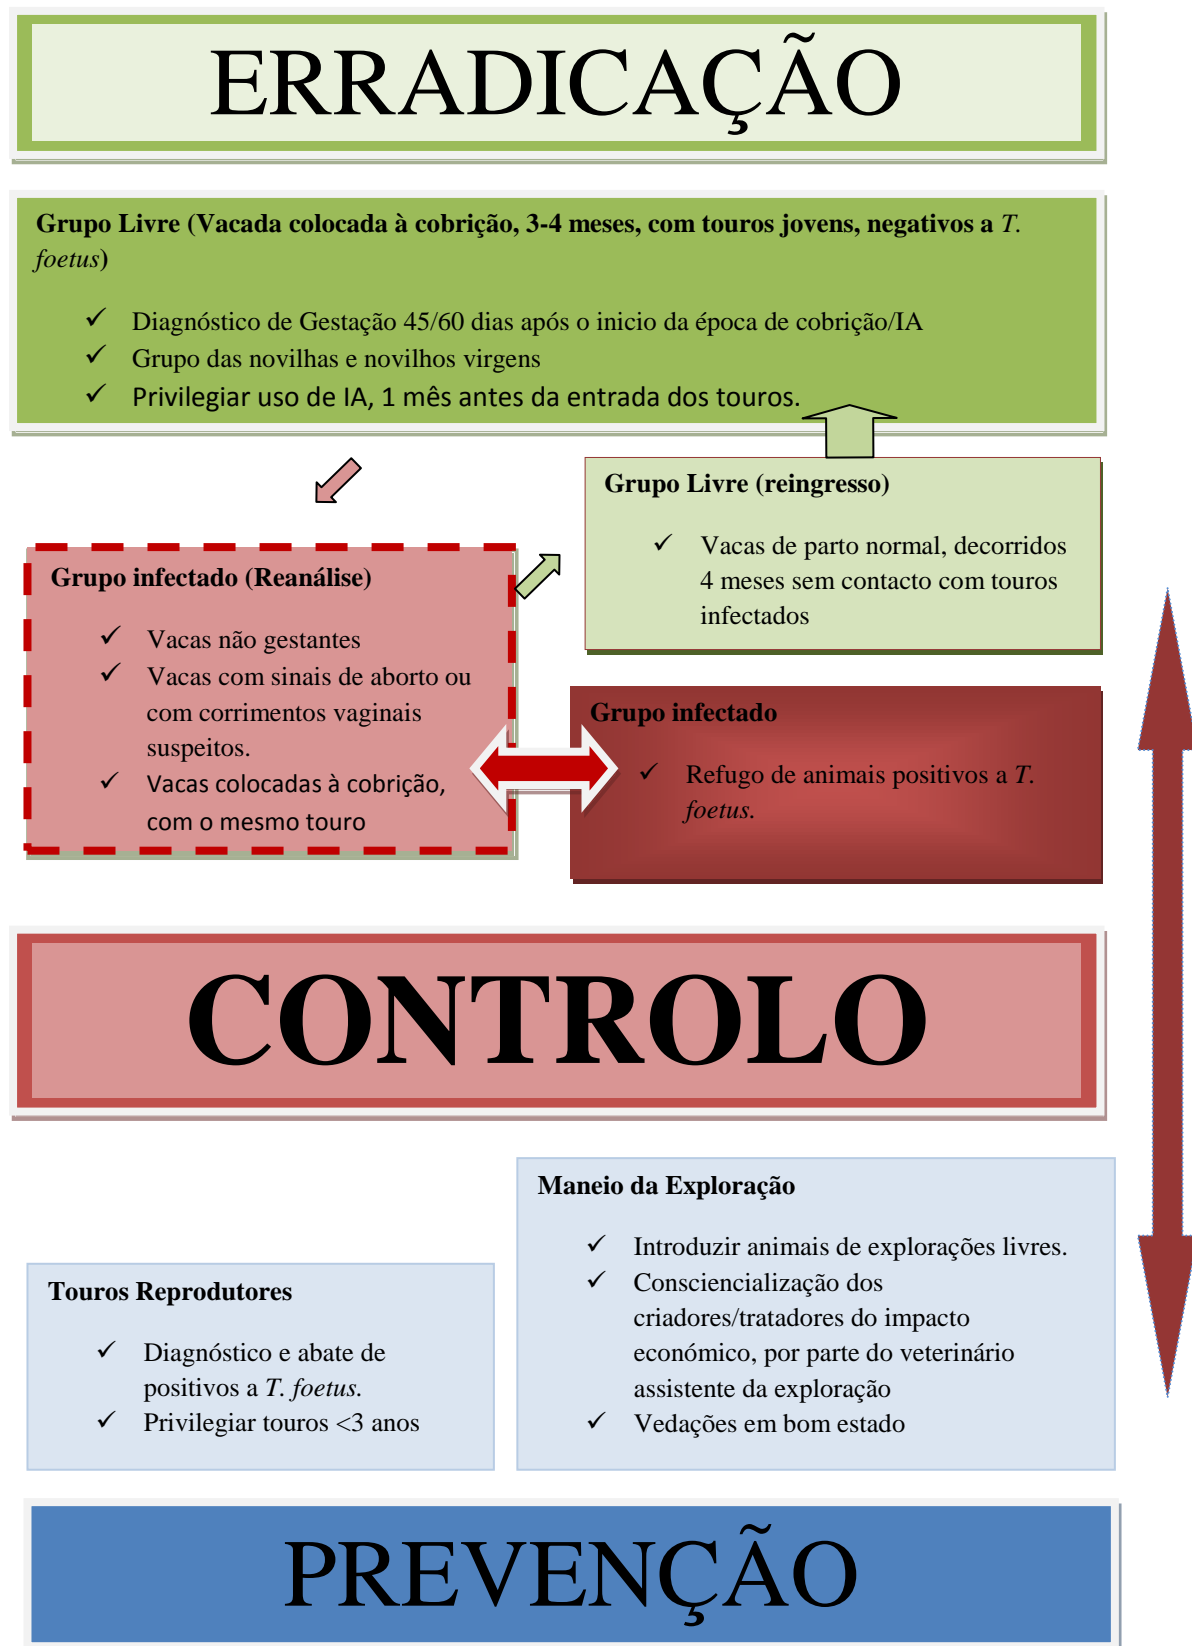 ERRADICAÇÃO
Grupo Livre (Vacada colocada à cobrição, 3-4 meses, com touros jovens, negativos a T.
foetus)
✓ Diagnóstico de Gestação 45/60 dias após o inicio da época de cobrição/IA
✓ Grupo das novilhas e novilhos virgens
✓ Privilegiar uso de IA, 1 mês antes da entrada dos touros.
Grupo Livre (reingresso)
✓ Vacas de parto normal, decorridos
4 meses sem contacto com touros
infectados
Grupo infectado (Reanálise)
✓ Vacas não gestantes
✓ Vacas com sinais de aborto ou
com corrimentos vaginais
suspeitos.
✓ Vacas colocadas à cobrição,
com o mesmo touro
Grupo infectado
✓ Refugo de animais positivos a T.
foetus.
CONTROLO
Maneio da Exploração
✓ Introduzir animais de explorações livres.
✓ Consciencialização dos
criadores/tratadores do impacto
económico, por parte do veterinário
assistente da exploração
✓ Vedações em bom estado
Touros Reprodutores
✓ Diagnóstico e abate de
positivos a T. foetus.
✓ Privilegiar touros <3 anos
PREVENÇÃO